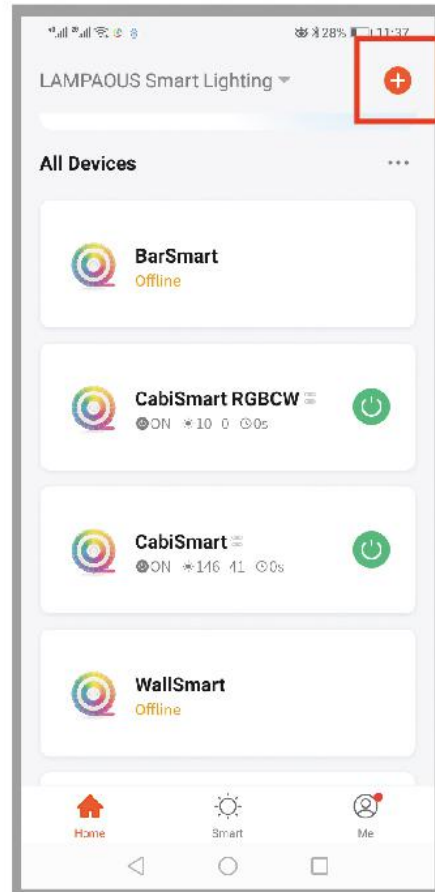 28% 11:37
LAMPAOUS Smart Lighting
All Devices
BarSmart
Offline
CabiSmart RGBCW
ON 10 0 0s
CabiSmart
ON 146 41 0s
WallSmart
Offline
Home Smart Me